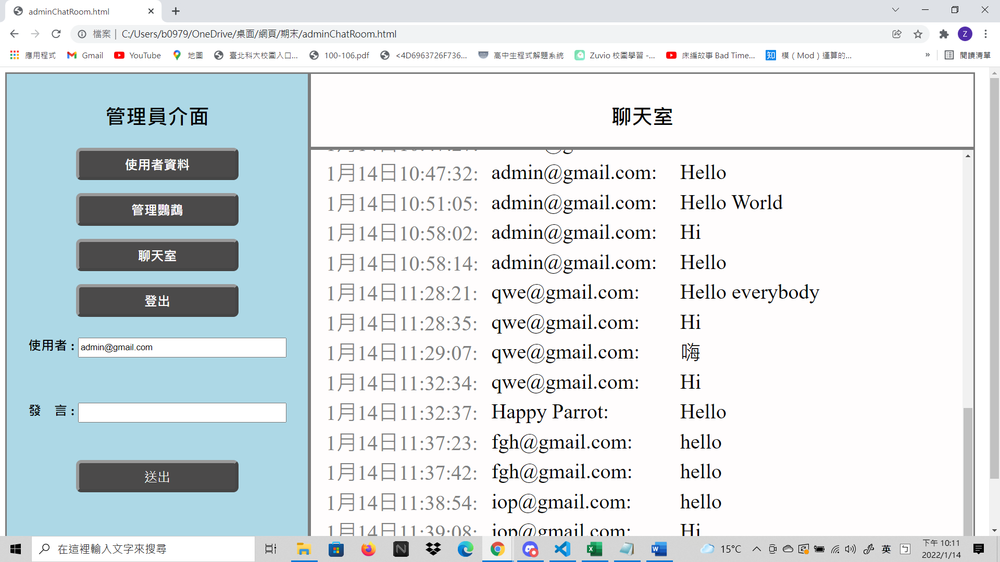 adminChatRoom.html
檔案 | C:/Users/b0979/OneDrive/桌面/網頁/期末/adminChatRoom.html
Z
應用程式 Gmail YouTube 地圖 臺北科大校園入口... 100-106.pdf <4D6963726F736... 高中生程式解題系統 Zuvio 校園學習 -... 床編故事 Bad Time... 知 模 ( Mod ) 運算的... » 閱讀清單
管理員介面
使用者資料
管理鸚鵡
聊天室
登出
使用者 : admin@gmail.com
發 言 :
送出
聊天室
1月14日10:47:32: admin@gmail.com: Hello
1月14日10:51:05: admin@gmail.com: Hello World
1月14日10:58:02: admin@gmail.com: Hi
1月14日10:58:14: admin@gmail.com: Hello
1月14日11:28:21: qwe@gmail.com: Hello everybody
1月14日11:28:35: qwe@gmail.com: Hi
1月14日11:29:07: qwe@gmail.com: 嗨
1月14日11:32:34: qwe@gmail.com: Hi
1月14日11:32:37: Happy Parrot: Hello
1月14日11:37:23: fgh@gmail.com: hello
1月14日11:37:42: fgh@gmail.com: hello
1月14日11:38:54: iop@gmail.com: hello
1月14日11:39:08: iop@gmail.com: Hi
在這裡輸入文字來搜尋
15°C 英 ㄅ 下午 10:11
2022/1/14